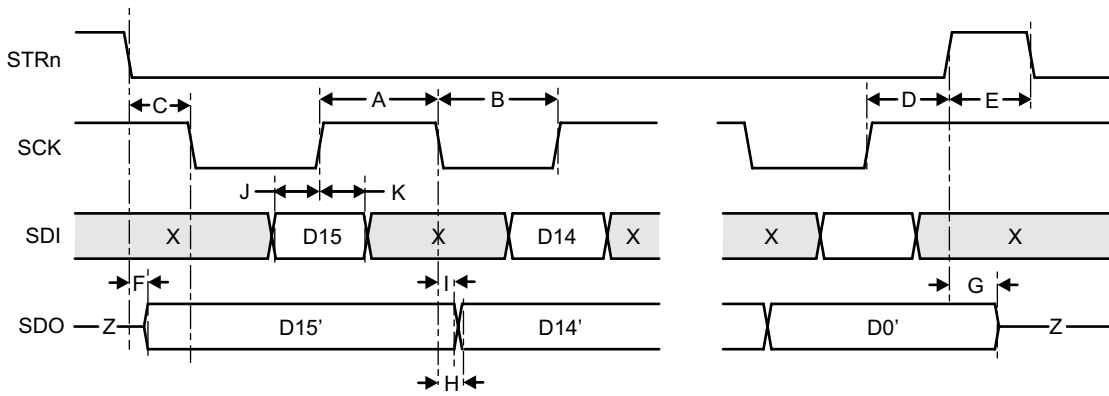 STRn
C A B D E
SCK
J K
SDI X D15 X D14 X X X
F I G
SDO Z D15’ D14’ D0’ Z
H